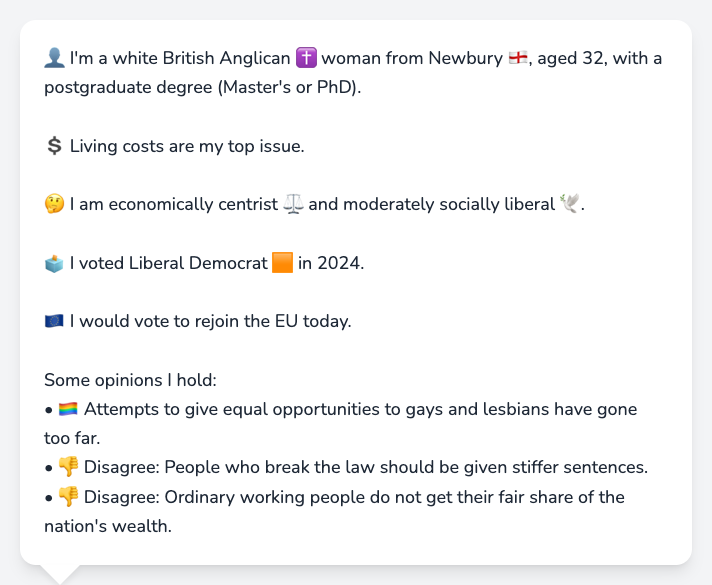 👤 I'm a white British Anglican ✝️ woman from Newbury 🏴󠁧󠁢󠁥󠁮󠁧󠁿, aged 32, with a
postgraduate degree (Master's or PhD).
💲 Living costs are my top issue.
🤔 I am economically centrist ⚖️ and moderately socially liberal 🕊️.
🗳️ I voted Liberal Democrat 🟧 in 2024.
🇪🇺 I would vote to rejoin the EU today.
Some opinions I hold:
• 🏳️‍🌈 Attempts to give equal opportunities to gays and lesbians have gone
too far.
• 👎 Disagree: People who break the law should be given stiffer sentences.
• 👎 Disagree: Ordinary working people do not get their fair share of the
nation's wealth.